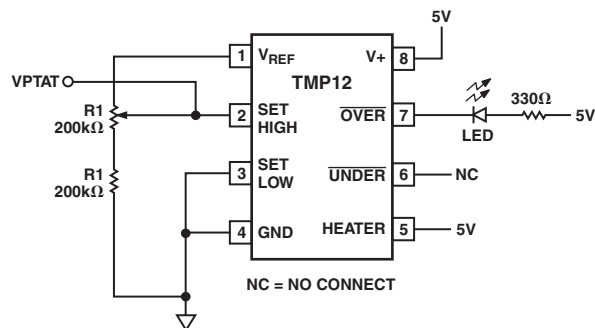 5V
1
V_REF
V+
8
VPTAT
TMP12
330Ω
R1
200kΩ
2
SET
HIGH
OVER
7
LED
5V
R1
200kΩ
3
SET
LOW
UNDER
6
NC
4
GND
HEATER
5
5V
NC = NO CONNECT